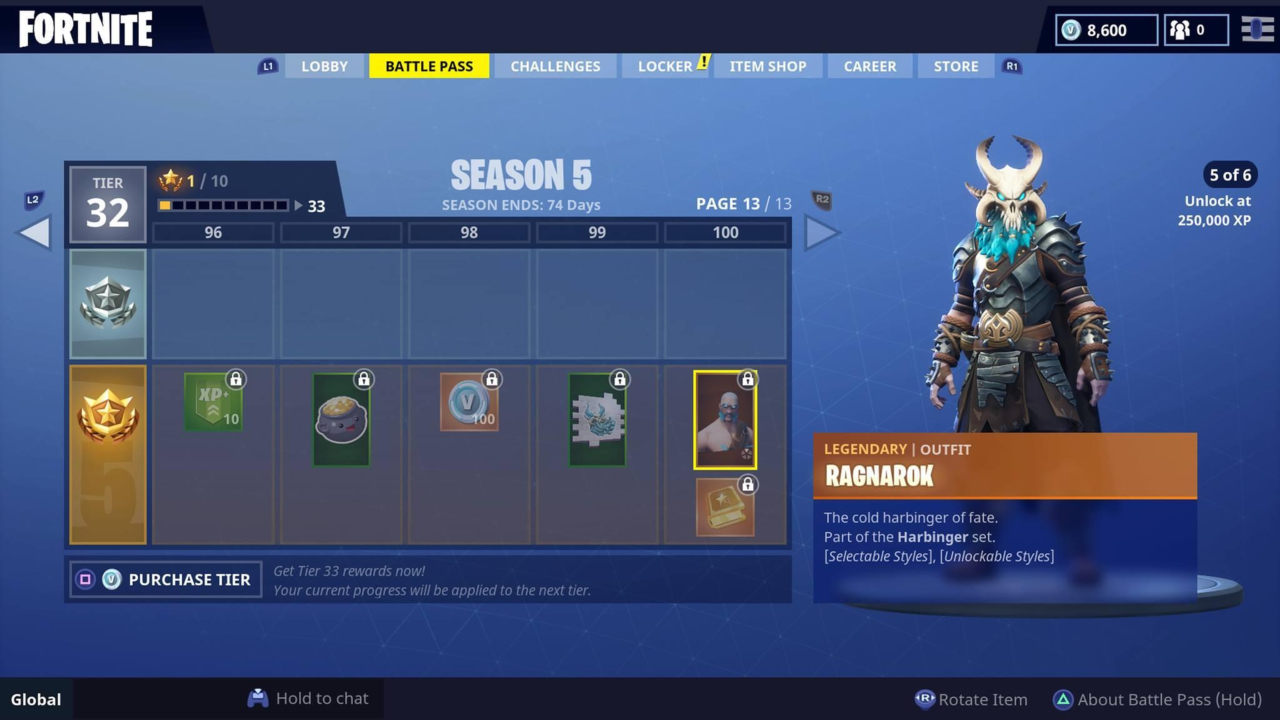 FORTNITE
8,600
0
L1
LOBBY
BATTLE PASS
CHALLENGES
LOCKER
!
ITEM SHOP
CAREER
STORE
R1
L2
TIER
32
1 / 10
33
SEASON 5
SEASON ENDS: 74 Days
PAGE 13 / 13
R2
5 of 6
Unlock at
250,000 XP
96
97
98
99
100
5
XP+
10
V
100
LEGENDARY | OUTFIT
RAGNAROK
The cold harbinger of fate.
Part of the Harbinger set.
[Selectable Styles], [Unlockable Styles]
V
PURCHASE TIER
Get Tier 33 rewards now!
Your current progress will be applied to the next tier.
Global
Hold to chat
R
Rotate Item
About Battle Pass (Hold)